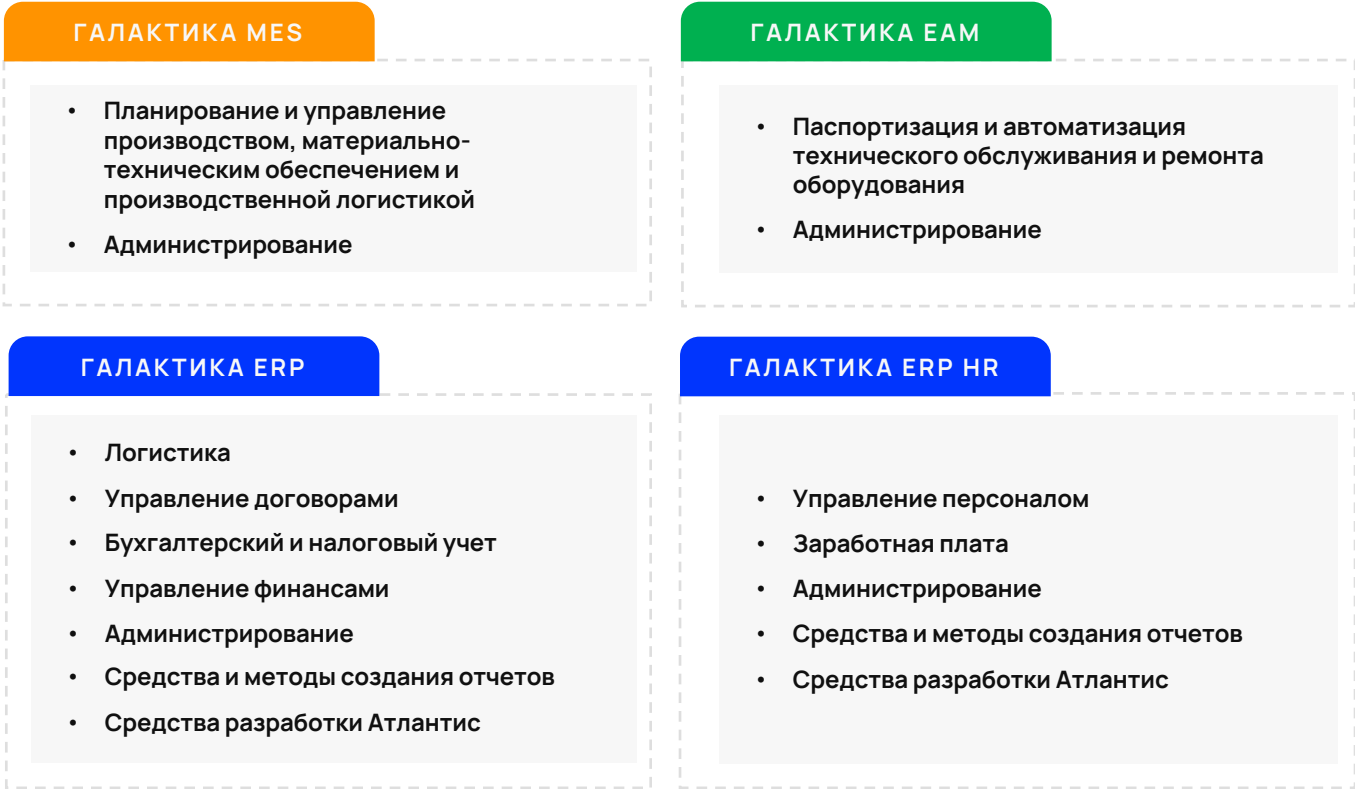 ГАЛАКТИКА MES
• Планирование и управление
производством, материально-
техническим обеспечением и
производственной логистикой
• Администрирование
ГАЛАКТИКА EAM
• Паспортизация и автоматизация
технического обслуживания и ремонта
оборудования
• Администрирование
ГАЛАКТИКА ERP
• Логистика
• Управление договорами
• Бухгалтерский и налоговый учет
• Управление финансами
• Администрирование
• Средства и методы создания отчетов
• Средства разработки Атлантис
ГАЛАКТИКА ERP HR
• Управление персоналом
• Заработная плата
• Администрирование
• Средства и методы создания отчетов
• Средства разработки Атлантис